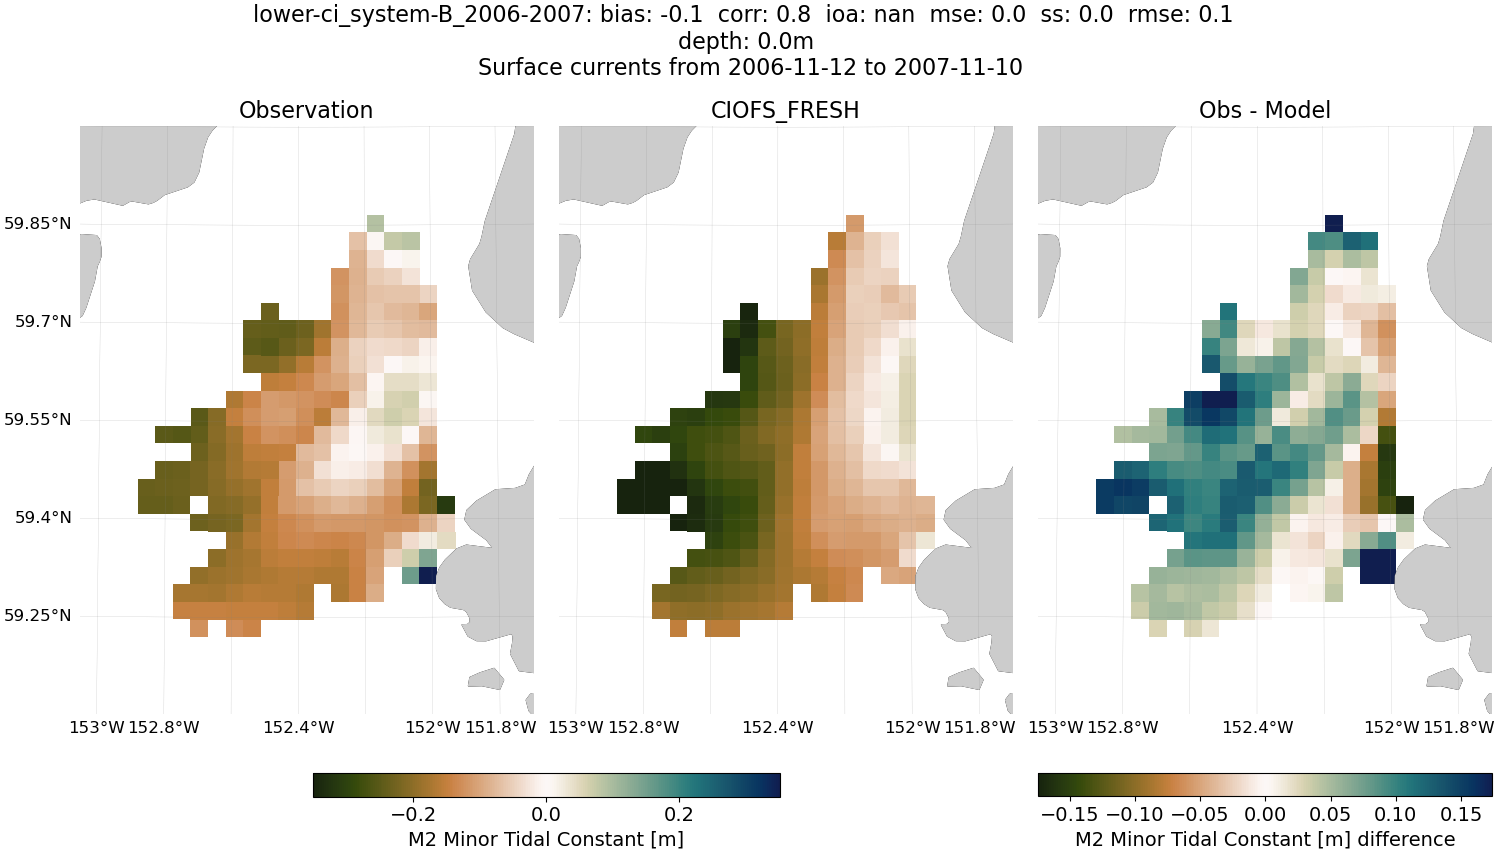 lower-ci_system-B_2006-2007: bias: -0.1  corr: 0.8  ioa: nan  mse: 0.0  ss: 0.0  rmse: 0.1
depth: 0.0m
Surface currents from 2006-11-12 to 2007-11-10
Observation
CIOFS_FRESH
Obs - Model
59.85°N
59.7°N
59.55°N
59.4°N
59.25°N
153°W 152.8°W 152.4°W 152°W 151.8°W
153°W 152.8°W 152.4°W 152°W 151.8°W
153°W 152.8°W 152.4°W 152°W 151.8°W
−0.2 0.0 0.2
M2 Minor Tidal Constant [m]
−0.15 −0.10 −0.05 0.00 0.05 0.10 0.15
M2 Minor Tidal Constant [m] difference